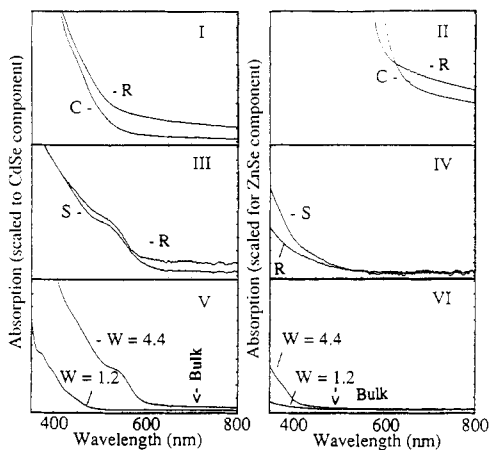 Absorption (scaled to CdSe component)
I
- R
C -
III
S -
- R
V
- W = 4.4
W = 1.2
Bulk
400
600
800
Wavelength (nm)
Absorption (scaled for ZnSe component)
II
- R
C -
IV
- S
R
VI
W = 4.4
W = 1.2
Bulk
400
600
800
Wavelength (nm)